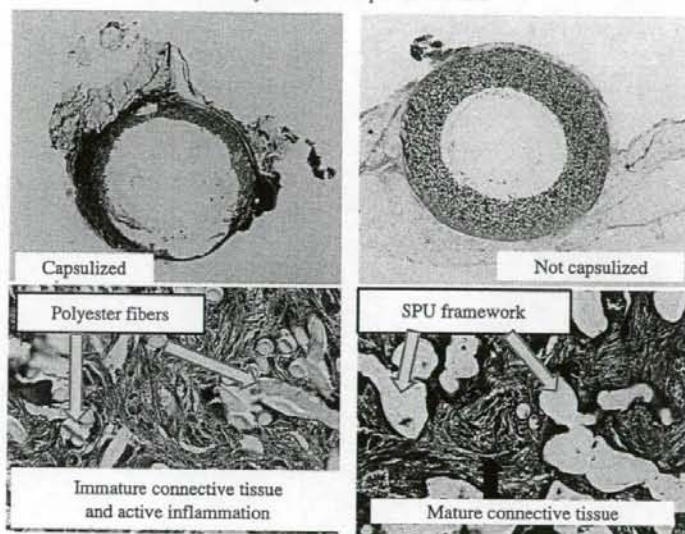 Capsulized
Not capsulized
Polyester fibers
SPU framework
Immature connective tissue
and active inflammation
Mature connective tissue